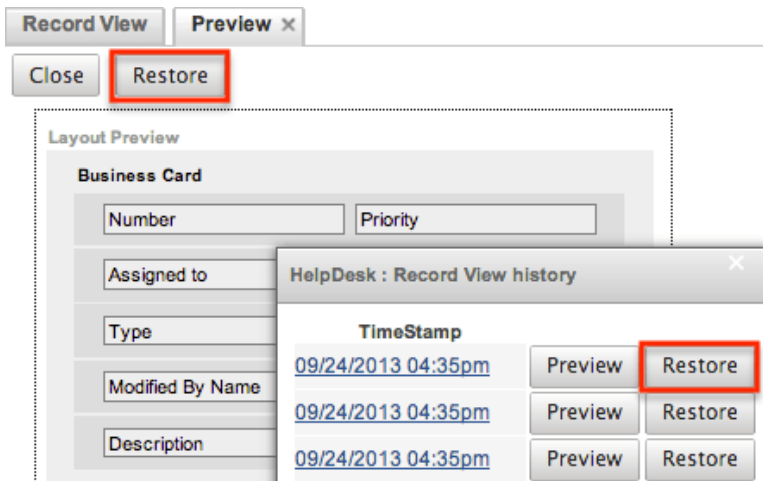 Record View Preview ×
Close Restore
Layout Preview
Business Card
Number Priority
Assigned to
Type
Modified By Name
Description
HelpDesk : Record View history ×
TimeStamp
09/24/2013 04:35pm Preview Restore
09/24/2013 04:35pm Preview Restore
09/24/2013 04:35pm Preview Restore